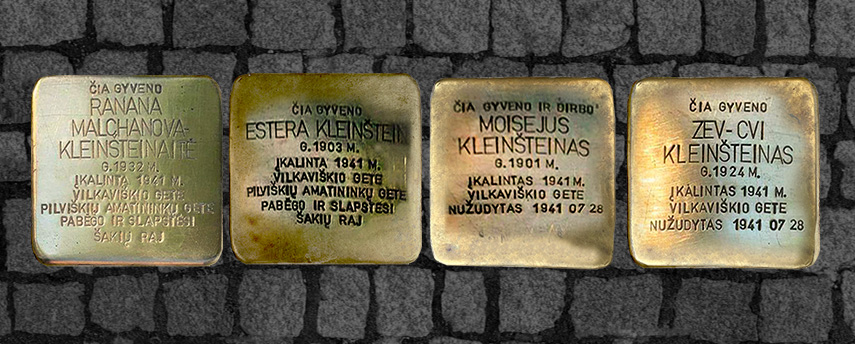 ČIA GYVENO
RANANA
MALCHANOVA-
KLEINŠTEINAITĖ
G.1932 M.
ĮKALINTA 1941 M.
VILKAVIŠKIO GETE
PILVIŠKIŲ AMATININKŲ GETE
PABĖGO IR SLAPSTĖSI
ŠAKIŲ RAJ
ČIA GYVENO
ESTERA KLEINŠTEIN
G.1903 M.
ĮKALINTA 1941 M.
VILKAVIŠKIO GETE
PILVIŠKIŲ AMATININKŲ GETE
PABĖGO IR SLAPSTĖSI
ŠAKIŲ RAJ
ČIA GYVENO IR DIRBO
MOISEJUS
KLEINŠTEINAS
G.1901 M.
ĮKALINTAS 1941 M.
VILKAVIŠKIO GETE
NUŽUDYTAS 1941 07 28
ČIA GYVENO
ZEV-CVI
KLEINŠTEINAS
G.1924 M.
ĮKALINTAS 1941 M.
VILKAVIŠKIO GETE
NUŽUDYTAS 1941 07 28